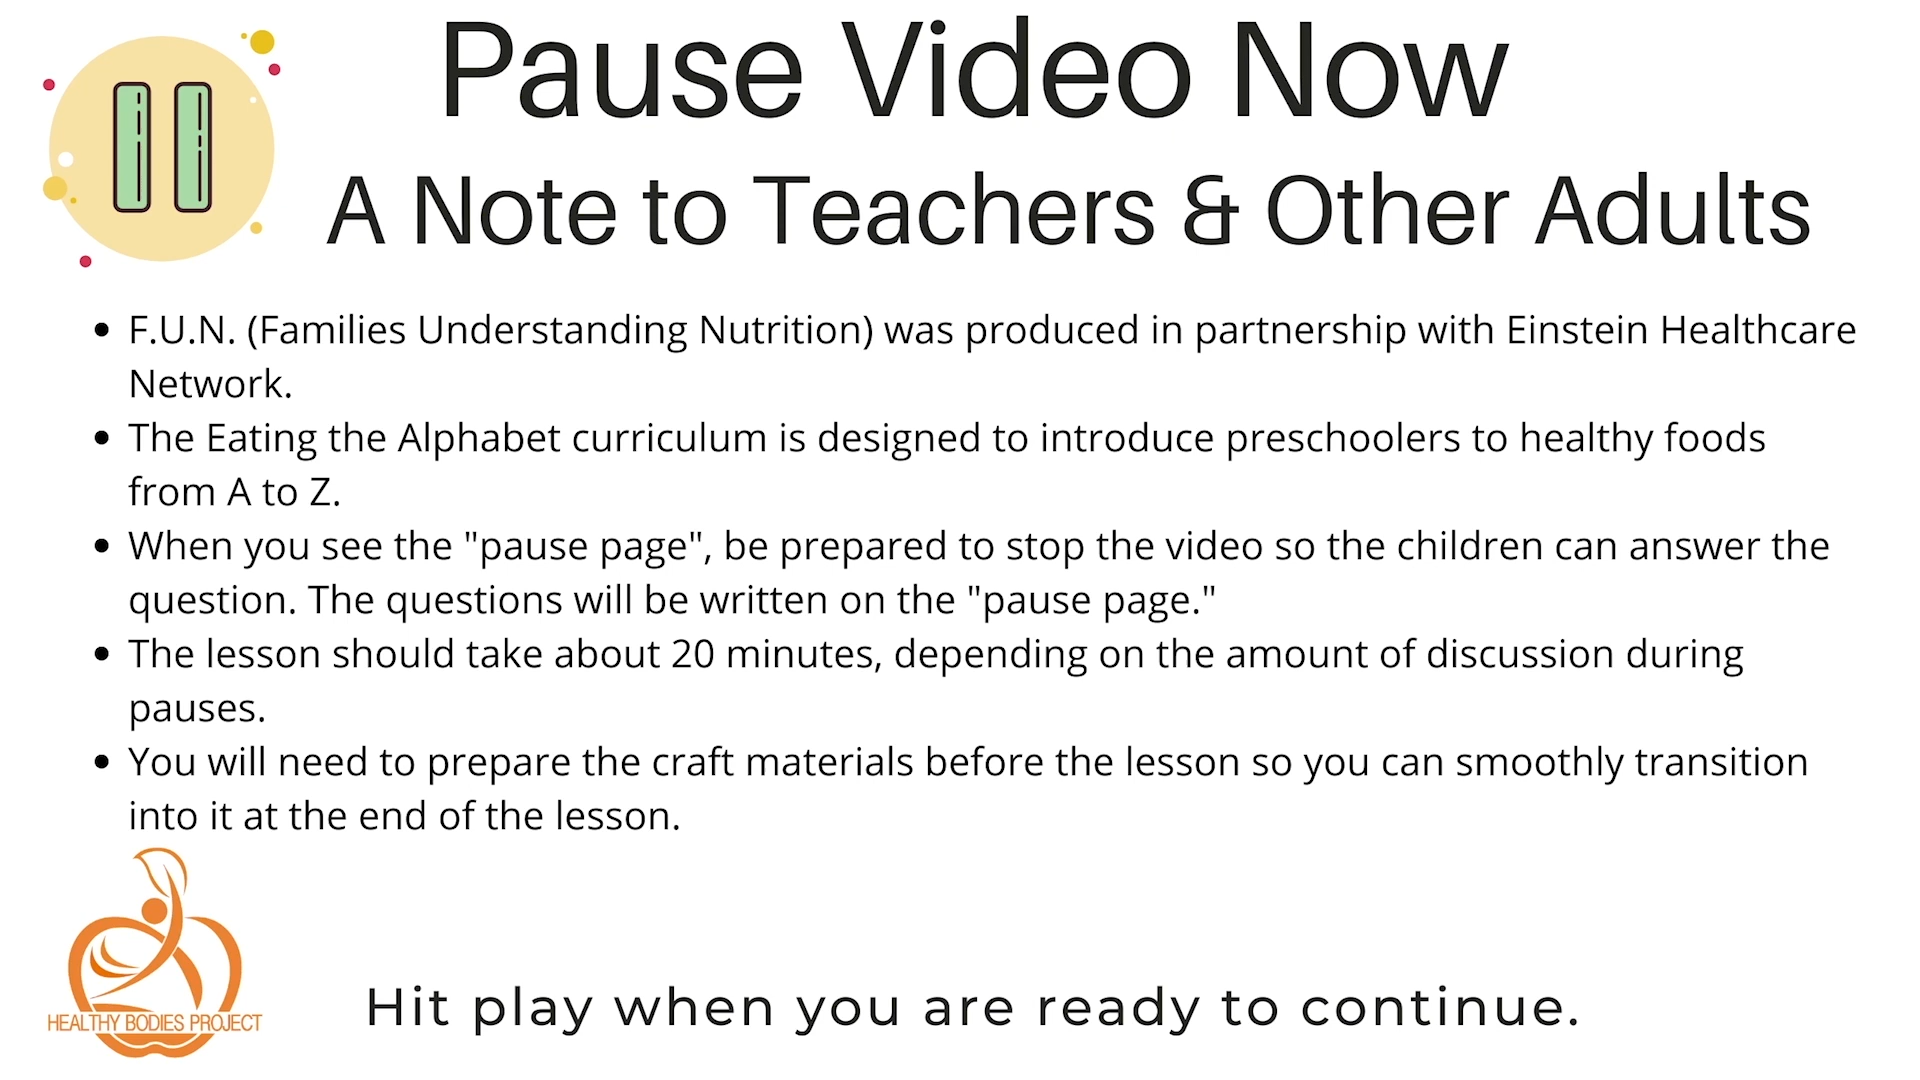 Pause Video Now
A Note to Teachers & Other Adults
• F.U.N. (Families Understanding Nutrition) was produced in partnership with Einstein Healthcare
Network.
• The Eating the Alphabet curriculum is designed to introduce preschoolers to healthy foods
from A to Z.
• When you see the "pause page", be prepared to stop the video so the children can answer the
question. The questions will be written on the "pause page."
• The lesson should take about 20 minutes, depending on the amount of discussion during
pauses.
• You will need to prepare the craft materials before the lesson so you can smoothly transition
into it at the end of the lesson.
HEALTHY BODIES PROJECT
Hit play when you are ready to continue.